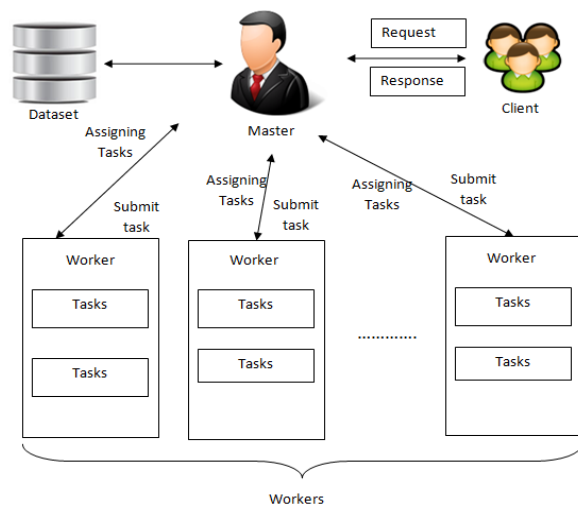 Request
Response
Dataset
Master
Client
Assigning
Tasks
Submit
task
Assigning
Tasks
Submit
task
Assigning
Tasks
Submit
task
Worker
Tasks
Tasks
Worker
Tasks
Tasks
………….
Worker
Tasks
Tasks
Workers